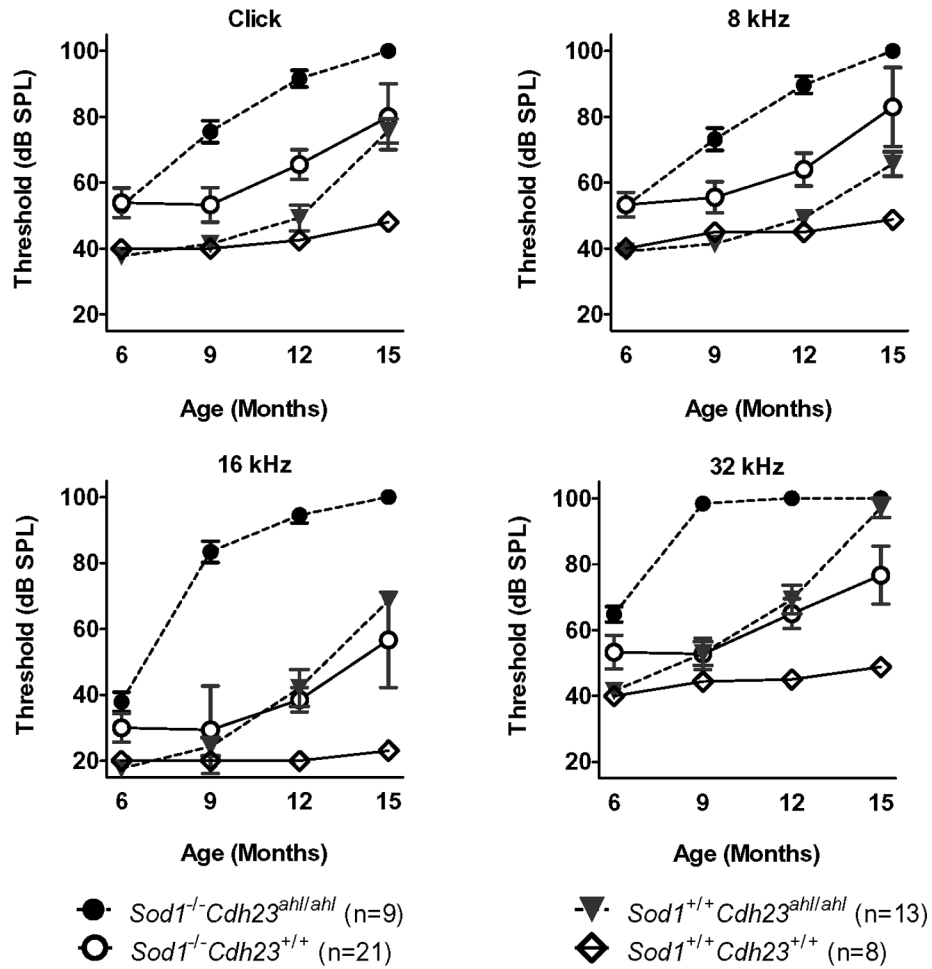 Click
Threshold (dB SPL)
100
80
60
40
20
6 9 12 15
Age (Months)
8 kHz
Threshold (dB SPL)
100
80
60
40
20
6 9 12 15
Age (Months)
16 kHz
Threshold (dB SPL)
100
80
60
40
20
6 9 12 15
Age (Months)
32 kHz
Threshold (dB SPL)
100
80
60
40
20
6 9 12 15
Age (Months)
Sod1⁻/⁻Cdh23ᵃʰˡ/ᵃʰˡ (n=9)
Sod1⁻/⁻Cdh23⁺/⁺ (n=21)
Sod1⁺/⁺Cdh23ᵃʰˡ/ᵃʰˡ (n=13)
Sod1⁺/⁺Cdh23⁺/⁺ (n=8)